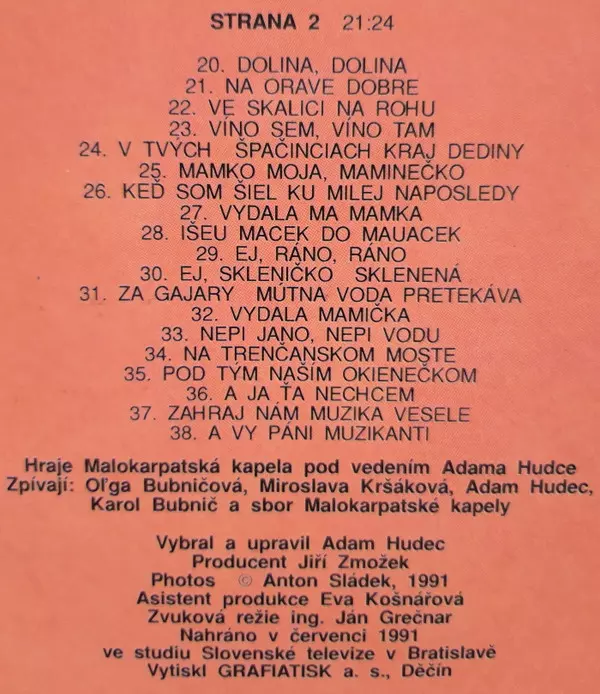 STRANA 2 21:24
20. DOLINA, DOLINA
21. NA ORAVE DOBRE
22. VE SKALICI NA ROHU
23. VÍNO SEM, VÍNO TAM
24. V TVÝCH ŠPAČINCIACH KRAJ DEDINY
25. MAMKO MOJA, MAMINEČKO
26. KEĎ SOM ŠIEL KU MILEJ NAPOSLEDY
27. VYDALA MA MAMKA
28. IŠEU MACEK DO MAUACEK
29. EJ, RÁNO, RÁNO
30. EJ, SKLENIČKO SKLENENÁ
31. ZA GAJARY MÚTNA VODA PRETEKÁVA
32. VYDALA MAMIČKA
33. NEPI JANO, NEPI VODU
34. NA TRENČANSKOM MOSTE
35. POD TÝM NAŠÍM OKIENEČKOM
36. A JA ŤA NECHCEM
37. ZAHRAJ NÁM MUZIKA VESELE
38. A VY PÁNI MUZIKANTI
Hraje Malokarpatská kapela pod vedením Adama Hudce
Zpívají: Oľga Bubničová, Miroslava Kršáková, Adam Hudec,
Karol Bubnič a sbor Malokarpatské kapely
Vybral a upravil Adam Hudec
Producent Jiří Zmožek
Photos © Anton Sládek, 1991
Asistent produkce Eva Košnářová
Zvuková režie ing. Ján Grečnar
Nahráno v červenci 1991
ve studiu Slovenské televize v Bratislavě
Vytiskl GRAFIATISK a. s., Děčín